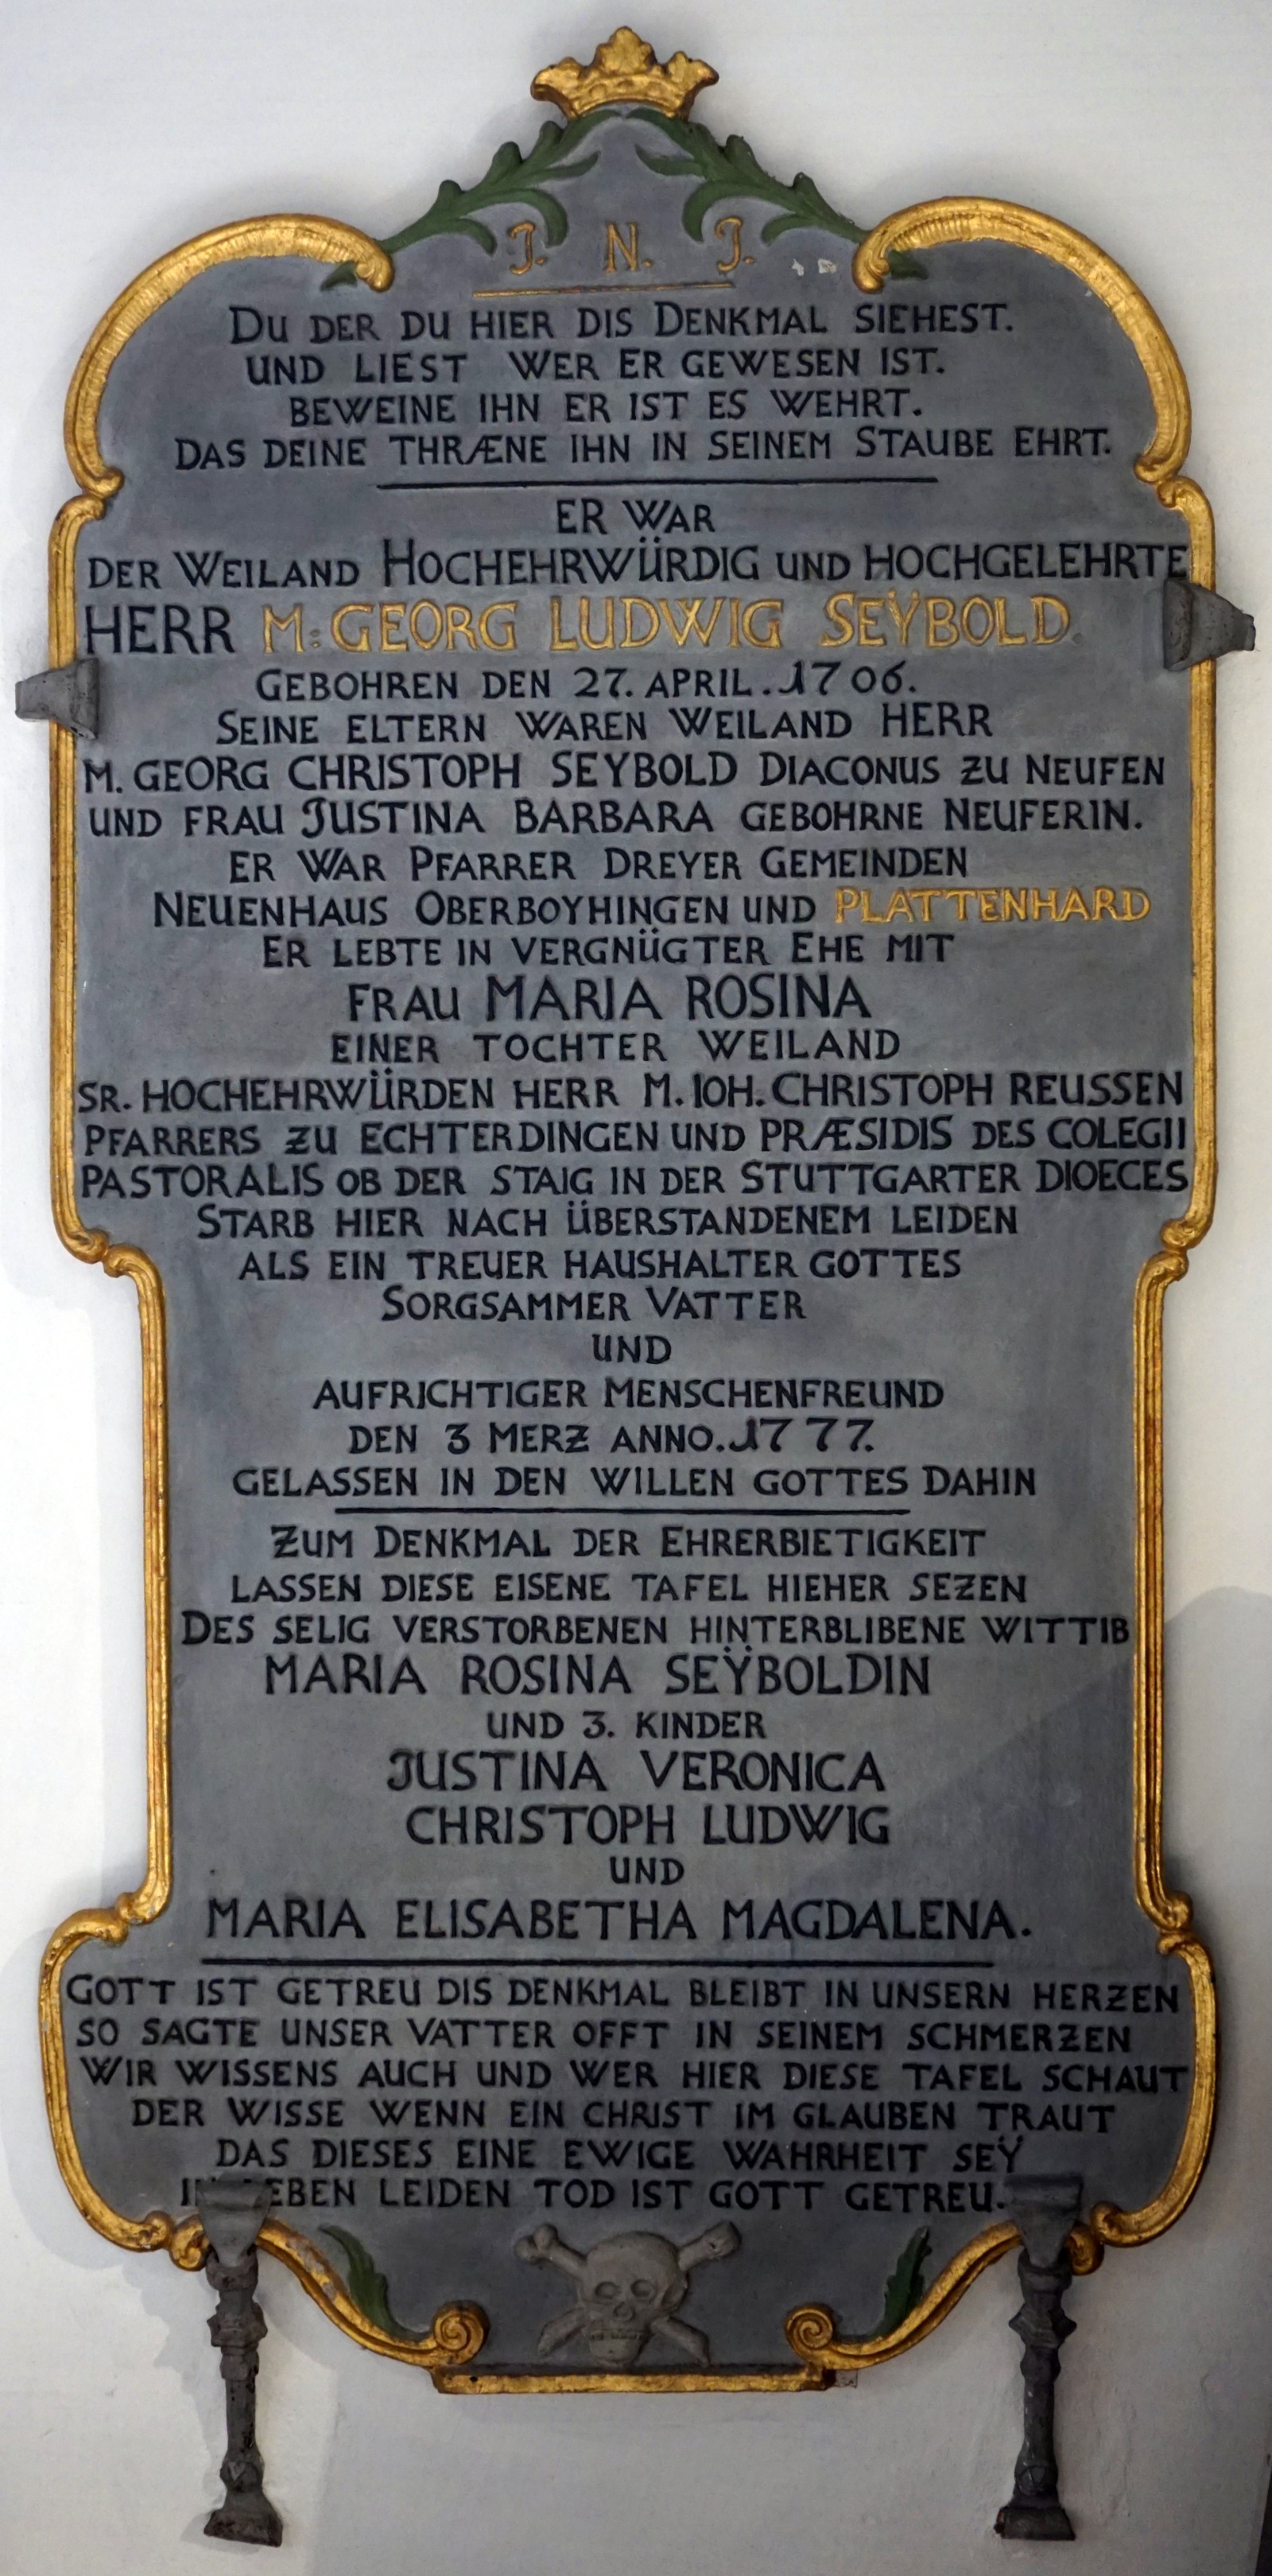 J. N. J.
DU DER DU HIER DIS DENKMAL SIEHEST.
UND LIEST WER ER GEWESEN IST.
BEWEINE IHN ER IST ES WEHRT.
DAS DEINE THRÆNE IHN IN SEINEM STAUBE EHRT.
ER WAR
DER WEILAND HOCHEHRWÜRDIG UND HOCHGELEHRTE
HERR M: GEORG LUDWIG SEŸBOLD.
GEBOHREN DEN 27. APRIL. 1706.
SEINE ELTERN WAREN WEILAND HERR
M. GEORG CHRISTOPH SEYBOLD DIACONUS ZU NEUFEN
UND FRAU JUSTINA BARBARA GEBOHRNE NEUFERIN.
ER WAR PFARRER DREYER GEMEINDEN
NEUENHAUS OBERBOYHINGEN UND PLATTENHARD
ER LEBTE IN VERGNÜGTER EHE MIT
FRAU MARIA ROSINA
EINER TOCHTER WEILAND
SR. HOCHEHRWÜRDEN HERR M. IOH. CHRISTOPH REUSSEN
PFARRERS ZU ECHTERDINGEN UND PRÆSIDIS DES COLEGII
PASTORALIS OB DER STAIG IN DER STUTTGARTER DIOECES
STARB HIER NACH ÜBERSTANDENEM LEIDEN
ALS EIN TREUER HAUSHALTER GOTTES
SORGSAMMER VATTER
UND
AUFRICHTIGER MENSCHENFREUND
DEN 3 MERZ ANNO. 1777.
GELASSEN IN DEN WILLEN GOTTES DAHIN
ZUM DENKMAL DER EHRERBIETIGKEIT
LASSEN DIESE EISENE TAFEL HIEHER SEZEN
DES SELIG VERSTORBENEN HINTERBLIBENE WITTIB
MARIA ROSINA SEŸBOLDIN
UND 3. KINDER
JUSTINA VERONICA
CHRISTOPH LUDWIG
UND
MARIA ELISABETHA MAGDALENA.
GOTT IST GETREU DIS DENKMAL BLEIBT IN UNSERN HERZEN
SO SAGTE UNSER VATTER OFFT IN SEINEM SCHMERZEN
WIR WISSENS AUCH UND WER HIER DIESE TAFEL SCHAUT
DER WISSE WENN EIN CHRIST IM GLAUBEN TRAUT
DAS DIESES EINE EWIGE WAHRHEIT SEŸ
IN LEBEN LEIDEN TOD IST GOTT GETREU.